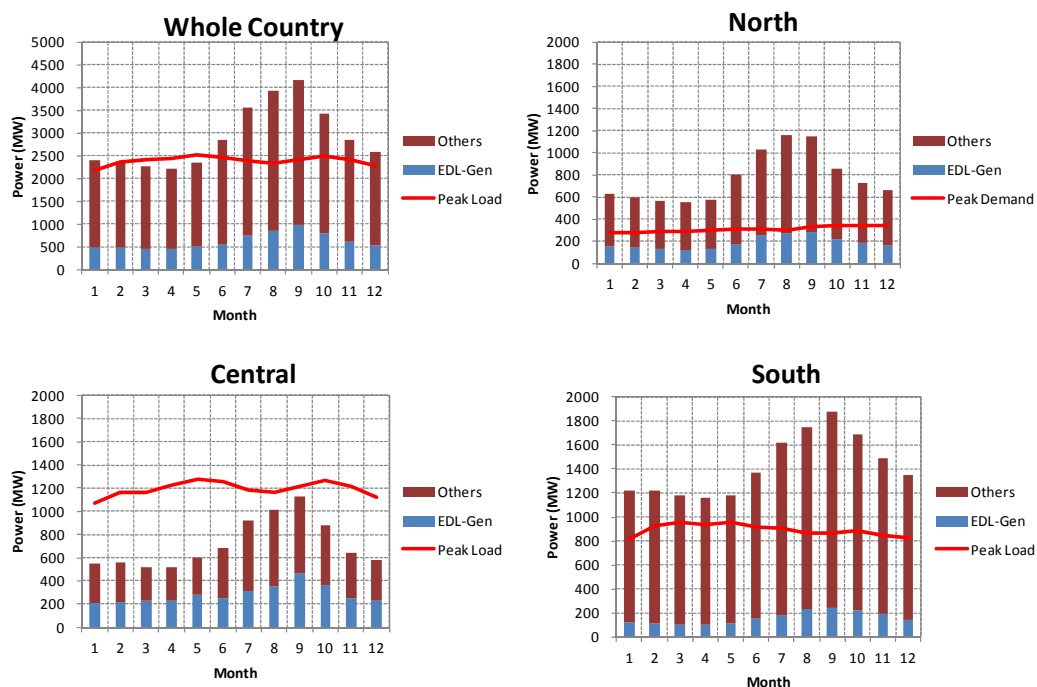 Whole Country
5000
4500
4000
3500
3000
2500
2000
1500
1000
500
0
Power (MW)
1 2 3 4 5 6 7 8 9 10 11 12
Month
Others
EDL-Gen
Peak Load
North
2000
1800
1600
1400
1200
1000
800
600
400
200
0
Power (MW)
1 2 3 4 5 6 7 8 9 10 11 12
Month
Others
EDL-Gen
Peak Demand
Central
2000
1800
1600
1400
1200
1000
800
600
400
200
0
Power (MW)
1 2 3 4 5 6 7 8 9 10 11 12
Month
Others
EDL-Gen
Peak Load
South
2000
1800
1600
1400
1200
1000
800
600
400
200
0
Power (MW)
1 2 3 4 5 6 7 8 9 10 11 12
Month
Others
EDL-Gen
Peak Load